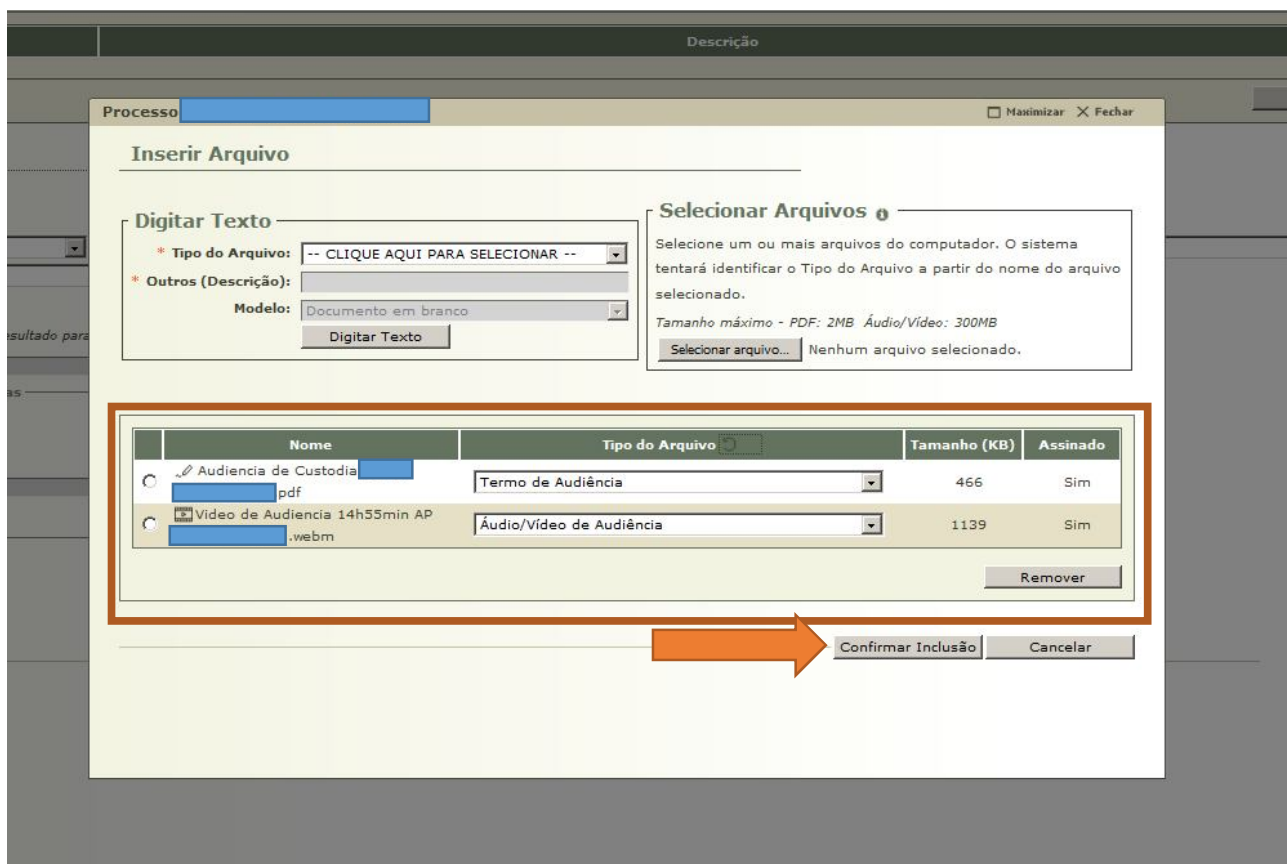 Descrição
Processo
Maximizar Fechar
Inserir Arquivo
Digitar Texto
* Tipo do Arquivo: -- CLIQUE AQUI PARA SELECIONAR --
* Outros (Descrição):
Modelo: Documento em branco
Digitar Texto
Selecionar Arquivos
Selecione um ou mais arquivos do computador. O sistema
tentará identificar o Tipo do Arquivo a partir do nome do arquivo
selecionado.
Tamanho máximo - PDF: 2MB Áudio/Vídeo: 300MB
Selecionar arquivo... Nenhum arquivo selecionado.
esultado para
as
Nome Tipo do Arquivo Tamanho (KB) Assinado
Audiencia de Custodia
pdf
Termo de Audiência 466 Sim
Video de Audiencia 14h55min AP
.webm
Áudio/Vídeo de Audiência 1139 Sim
Remover
Confirmar Inclusão Cancelar